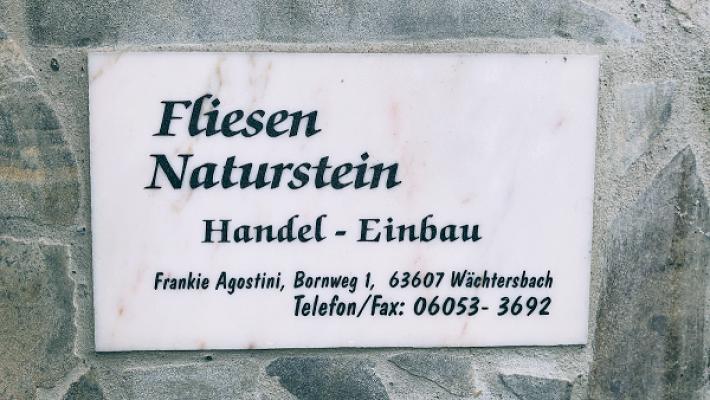 Fliesen
Naturstein
Handel - Einbau
Frankie Agostini, Bornweg 1, 63607 Wächtersbach
Telefon/Fax: 06053- 3692